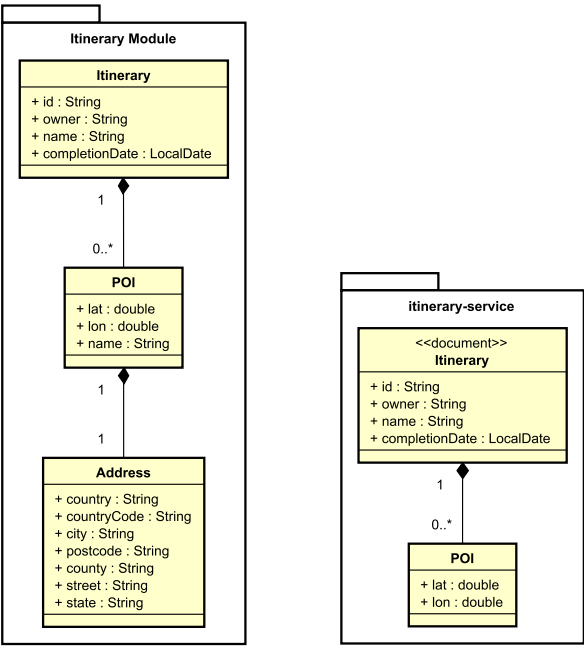 Itinerary Module
Itinerary
+ id : String
+ owner : String
+ name : String
+ completionDate : LocalDate
1
0..*
POI
+ lat : double
+ lon : double
+ name : String
1
1
Address
+ country : String
+ countryCode : String
+ city : String
+ postcode : String
+ county : String
+ street : String
+ state : String
itinerary-service
<<document>>
Itinerary
+ id : String
+ owner : String
+ name : String
+ completionDate : LocalDate
1
0..*
POI
+ lat : double
+ lon : double